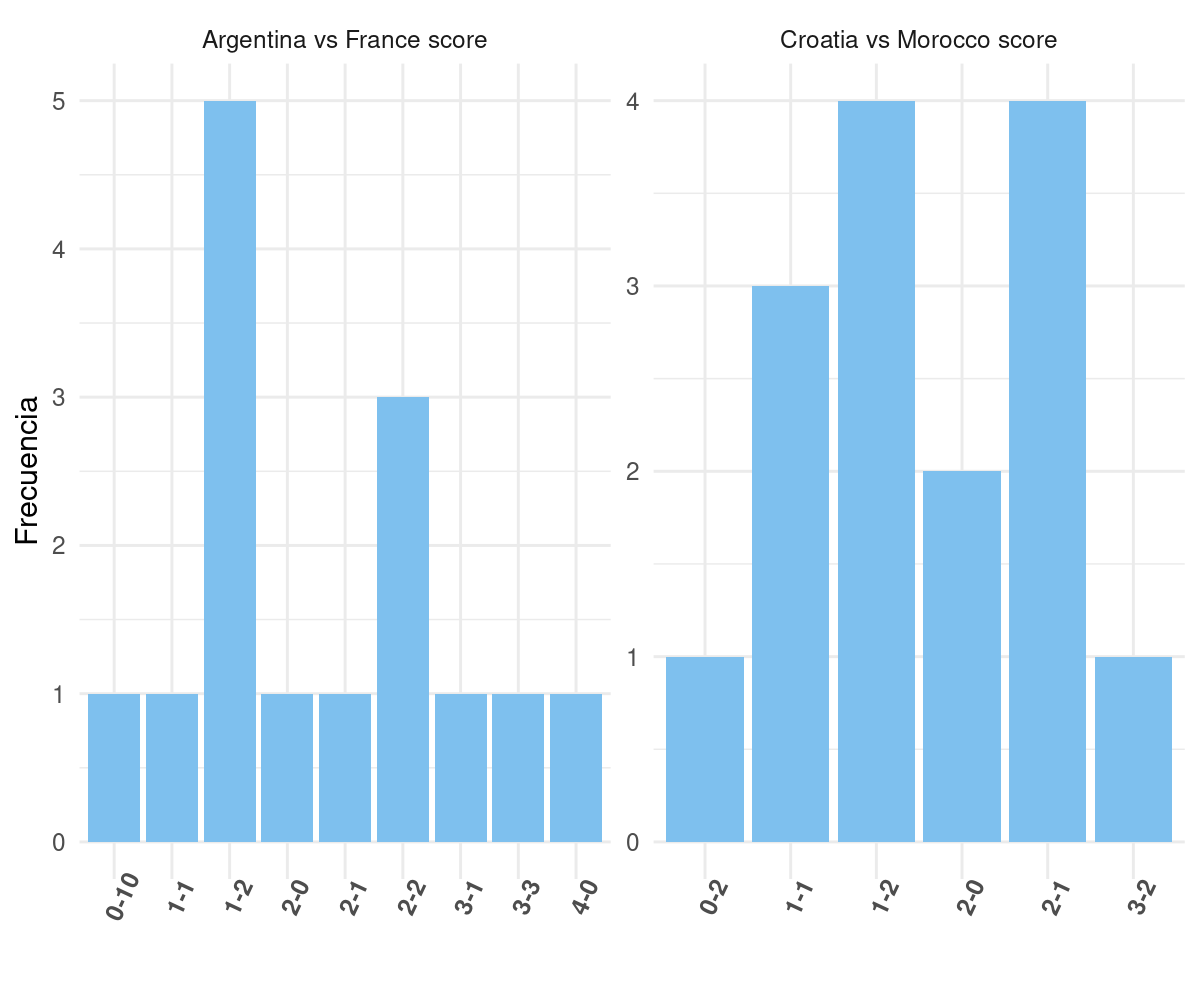 Argentina vs France score
Croatia vs Morocco score
Frecuencia
5
4
3
2
1
0
4
3
2
1
0
0-10 1-1 1-2 2-0 2-1 2-2 3-1 3-3 4-0
0-2 1-1 1-2 2-0 2-1 3-2